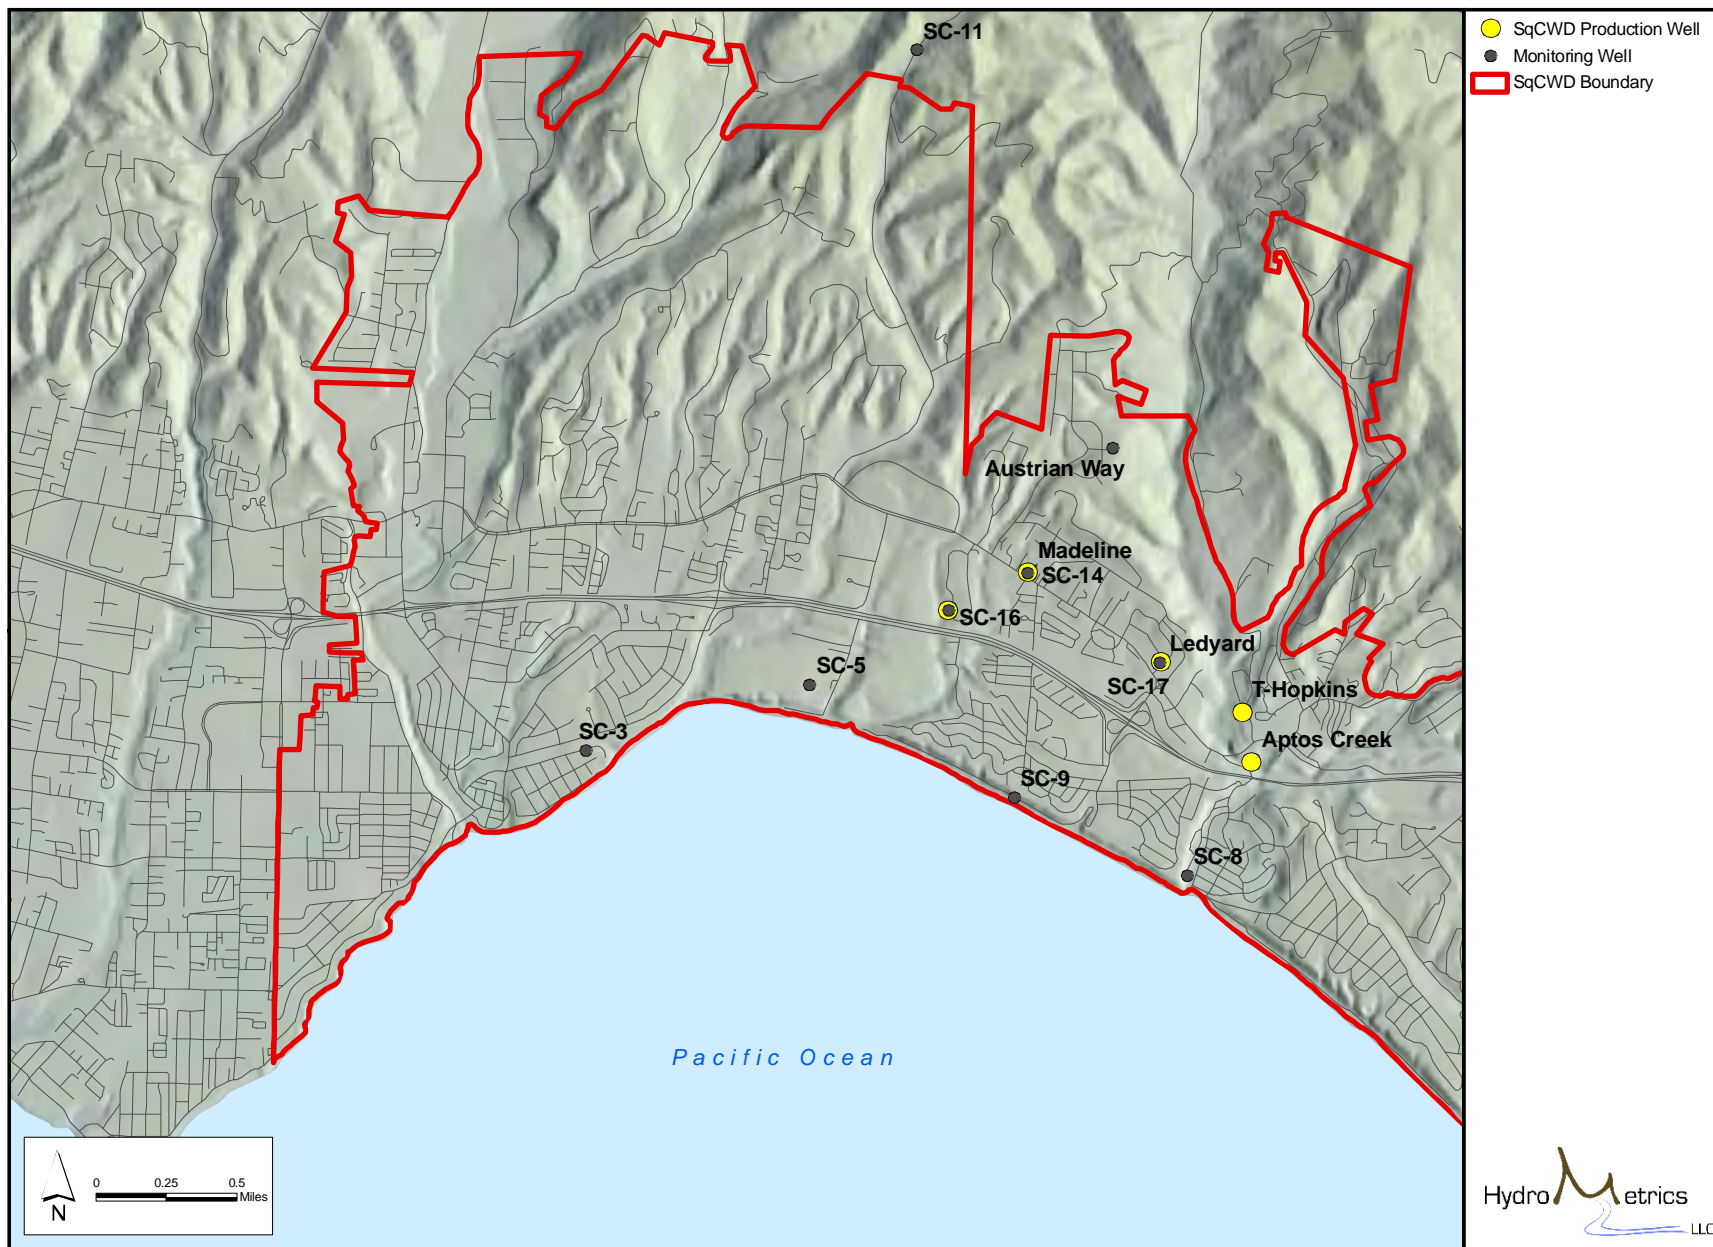 SC-11
SqCWD Production Well
Monitoring Well
SqCWD Boundary
Austrian Way
Madeline
SC-14
SC-16
Ledyard
SC-5
SC-17
T-Hopkins
SC-3
Aptos Creek
SC-9
SC-8
Pacific Ocean
0 0.25 0.5
Miles
N
HydroMetrics
LLC